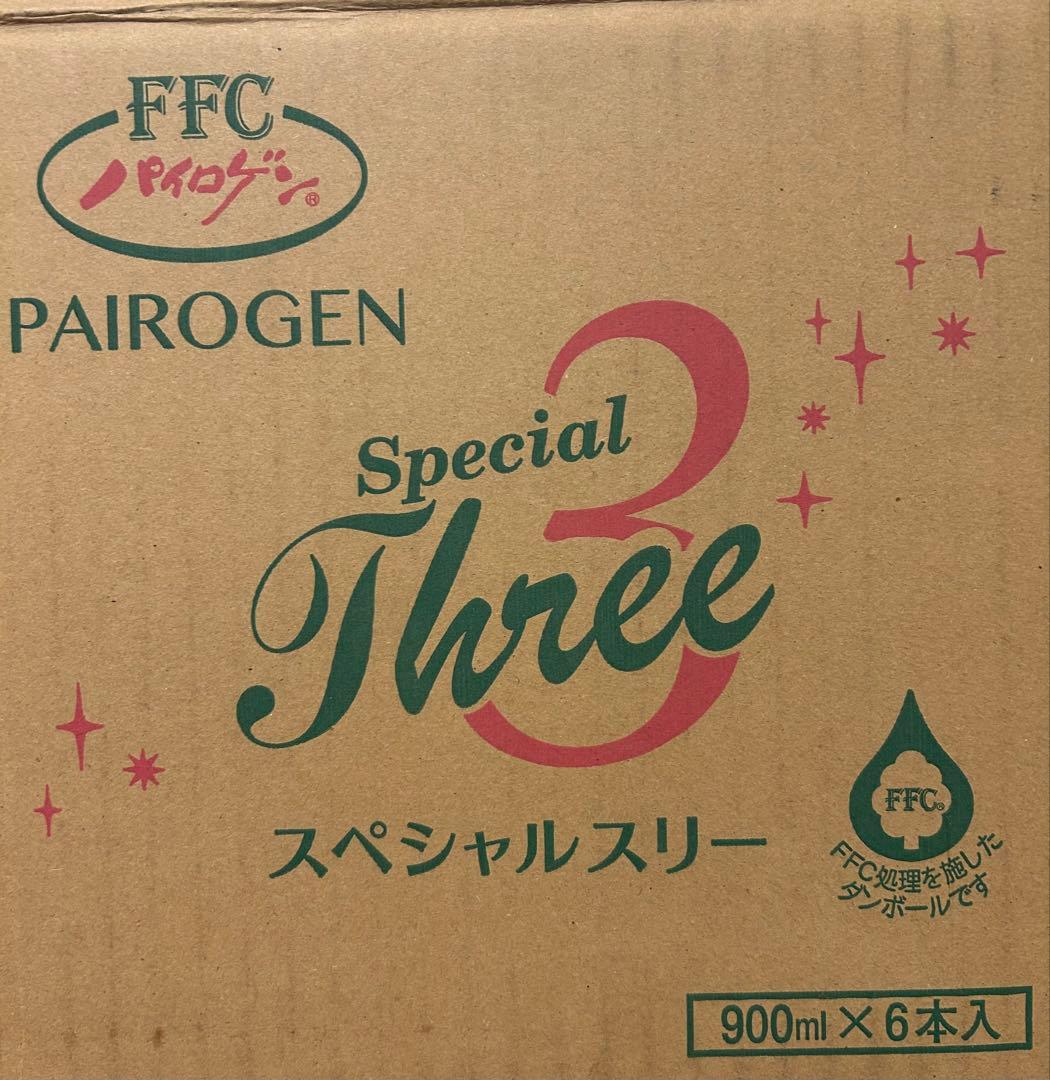 FFC
パイロゲン®
PAIROGEN
3
Special
Three
スペシャルスリー
FFC®
FFC処理を施した
ダンボールです
900ml×6本入